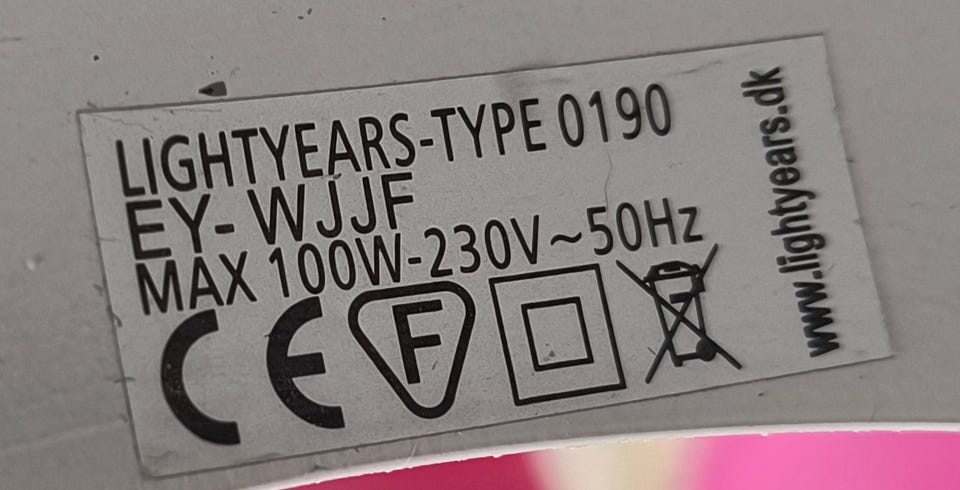 LIGHTYEARS-TYPE 0190
EY- WJJF
MAX 100W-230V~50Hz
CE F
www.lightyears.dk